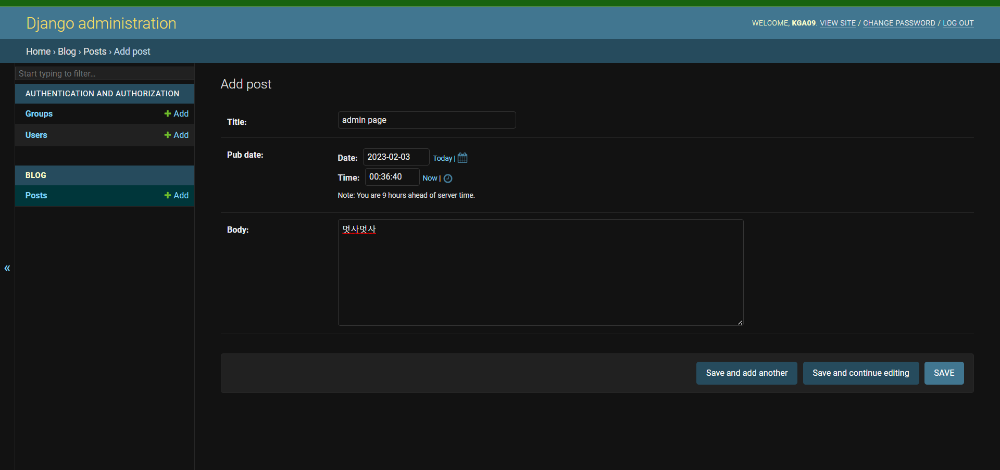 Django administration
WELCOME, KGA09. VIEW SITE / CHANGE PASSWORD / LOG OUT
Home › Blog › Posts › Add post
Start typing to filter...
AUTHENTICATION AND AUTHORIZATION
Groups
Add
Users
Add
BLOG
Posts
Add
Add post
Title:
admin page
Pub date:
Date: 2023-02-03 Today |
Time: 00:36:40 Now |
Note: You are 9 hours ahead of server time.
Body:
멋사멋사
Save and add another
Save and continue editing
SAVE
«